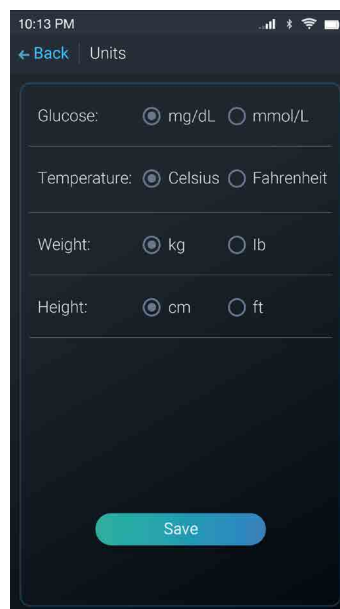 10:13 PM
← Back Units
Glucose: mg/dL mmol/L
Temperature: Celsius Fahrenheit
Weight: kg lb
Height: cm ft
Save